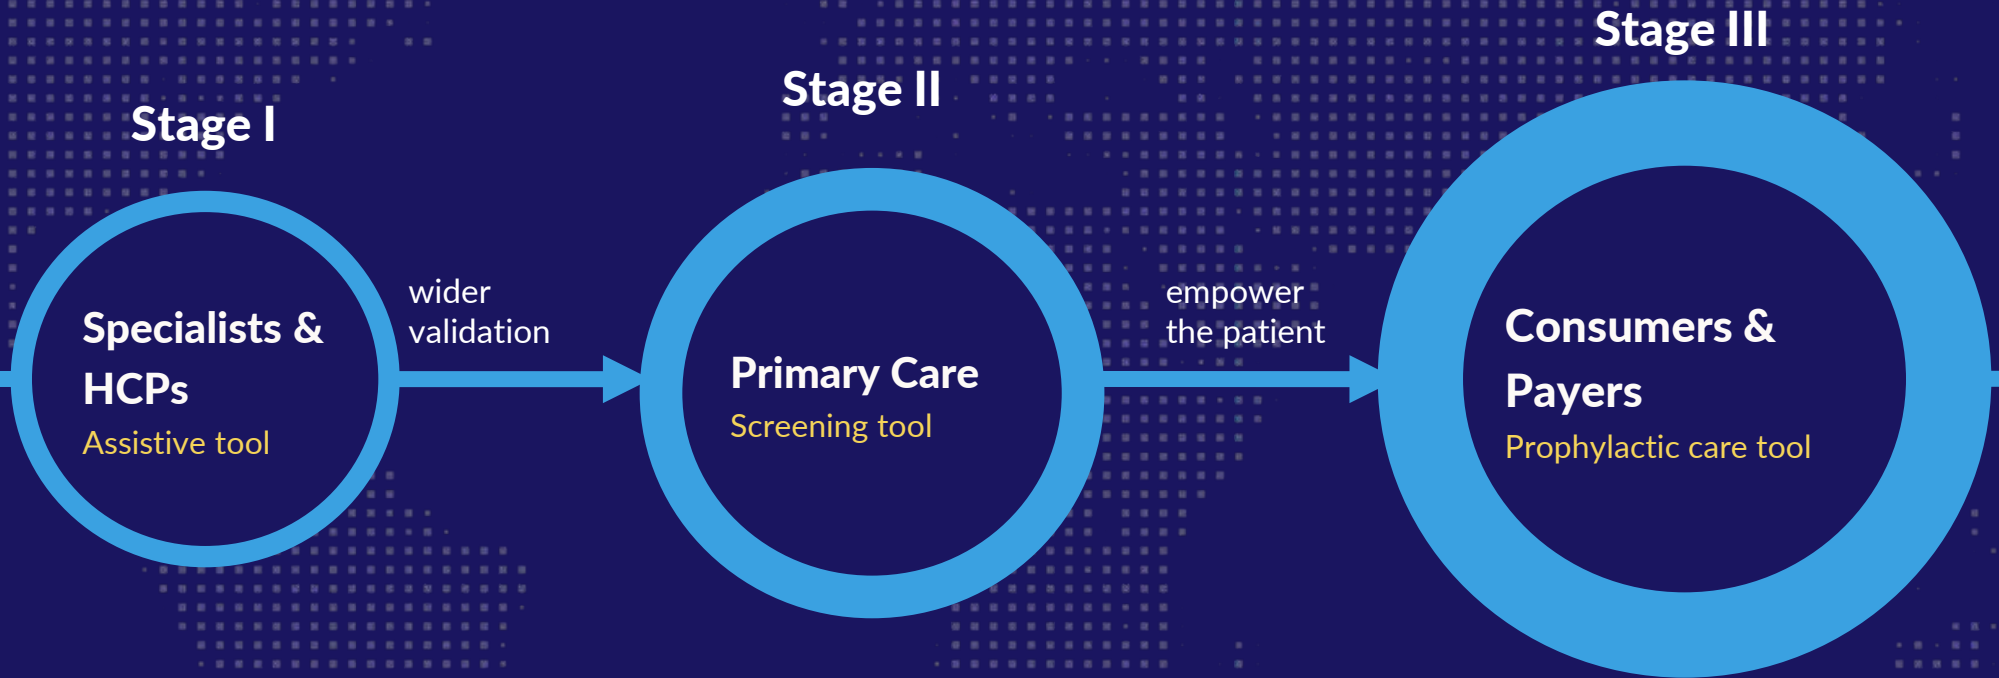 Stage I
Specialists &
HCPs
Assistive tool
wider
validation
Stage II
Primary Care
Screening tool
empower
the patient
Stage III
Consumers &
Payers
Prophylactic care tool